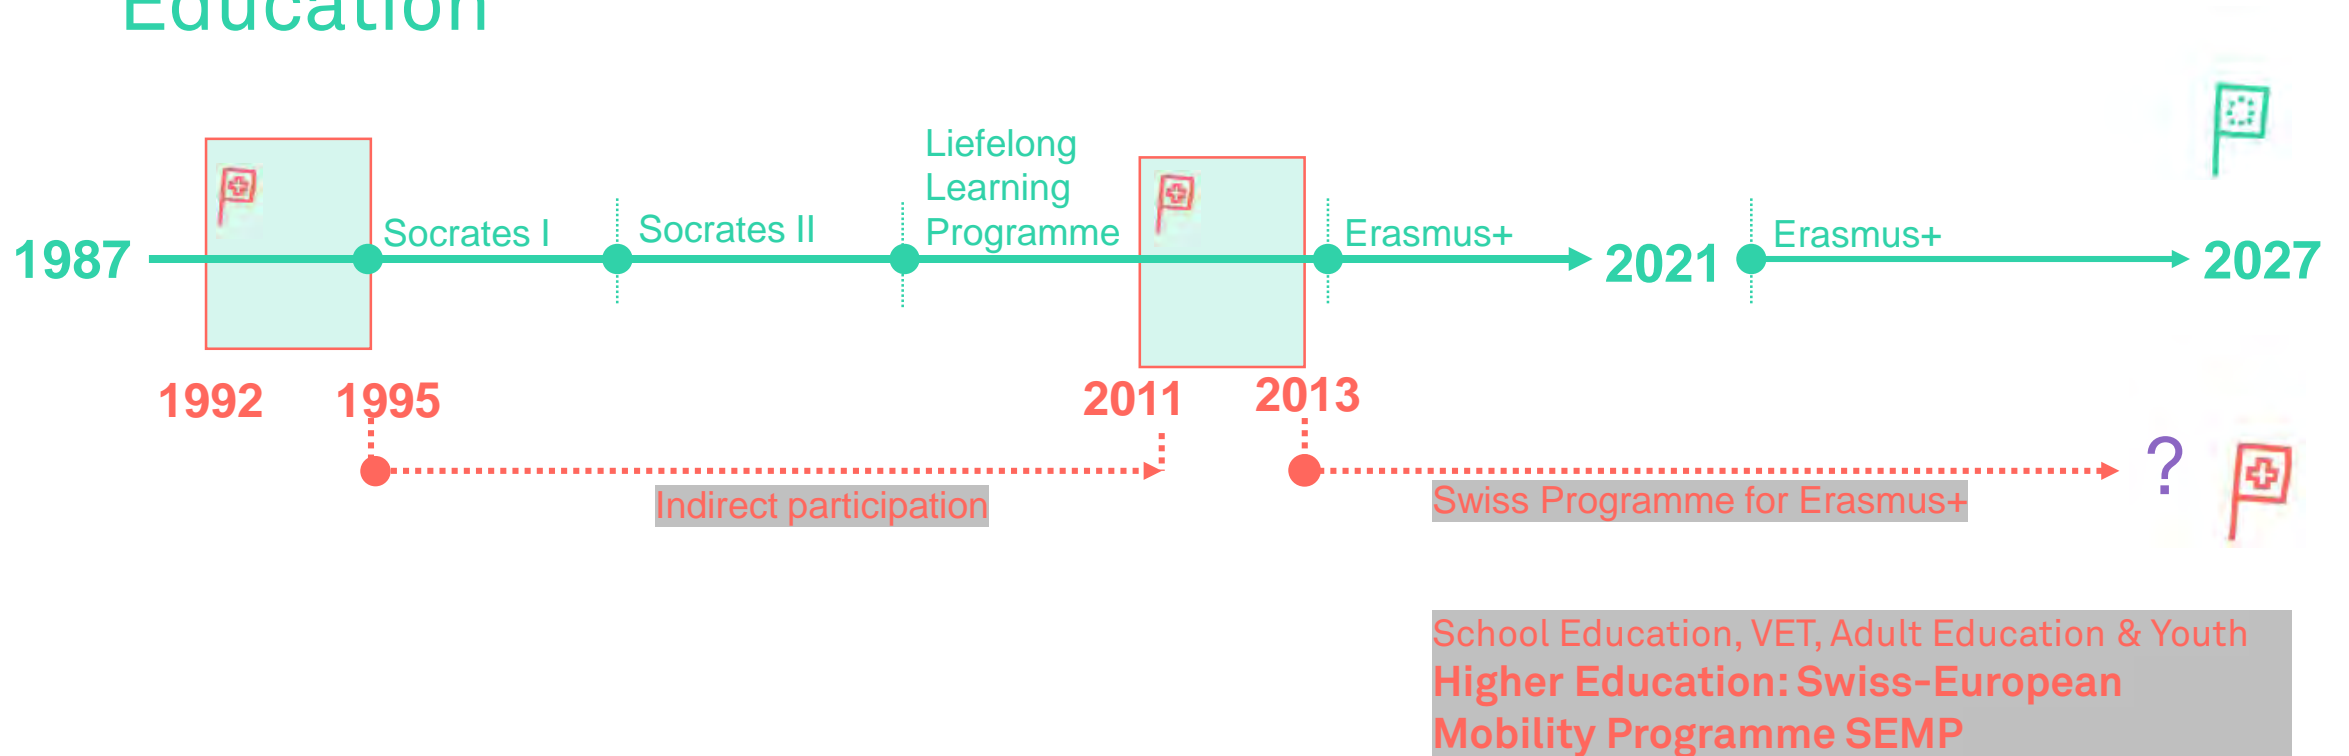 Education
Liefelong
Learning
Programme
Socrates I
Socrates II
Erasmus+
Erasmus+
1987
2021
2027
1992
1995
2011
2013
?
Indirect participation
Swiss Programme for Erasmus+
School Education, VET, Adult Education & Youth
Higher Education: Swiss-European
Mobility Programme SEMP